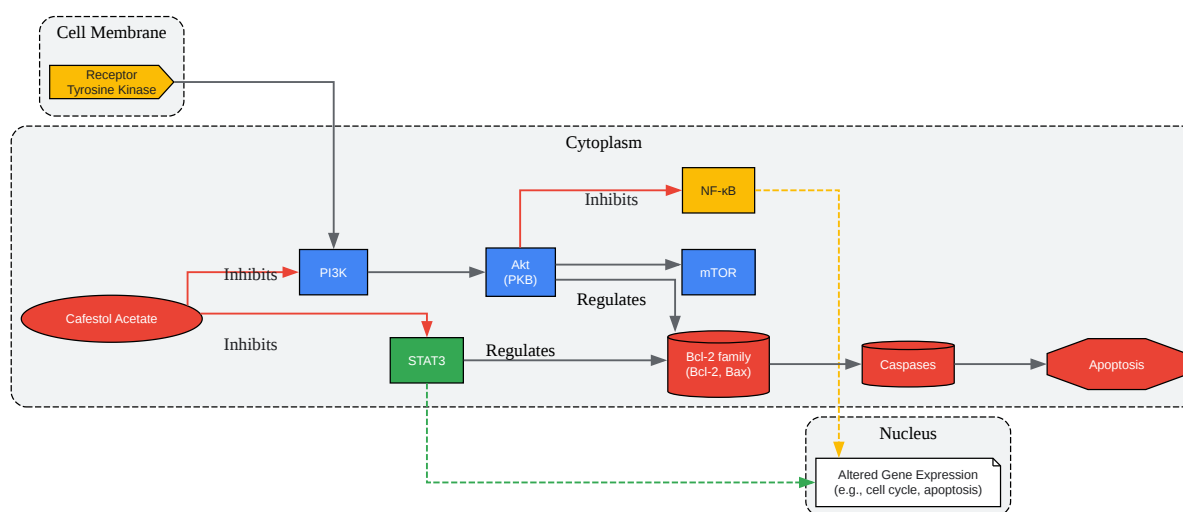 Cell Membrane
Receptor
Tyrosine Kinase
Cytoplasm
NF-κB
Inhibits
Akt
(PKB)
mTOR
Inhibits
PI3K
Regulates
Cafestol Acetate
Inhibits
STAT3
Regulates
Bcl-2 family
(Bcl-2, Bax)
Caspases
Apoptosis
Nucleus
Altered Gene Expression
(e.g., cell cycle, apoptosis)